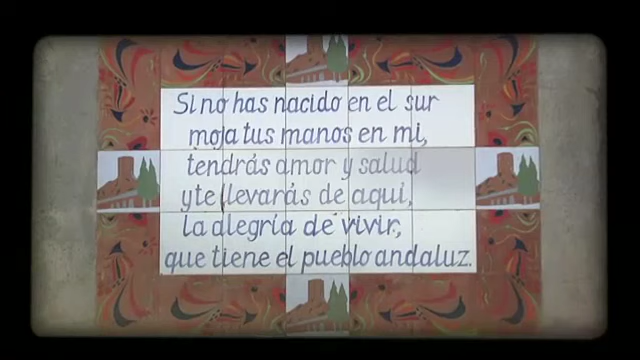 Si no has nacido en el sur
moja tus manos en mi,
tendrás amor y salud
y te llevarás de aqui,
la alegría de vivir,
que tiene el pueblo andaluz.